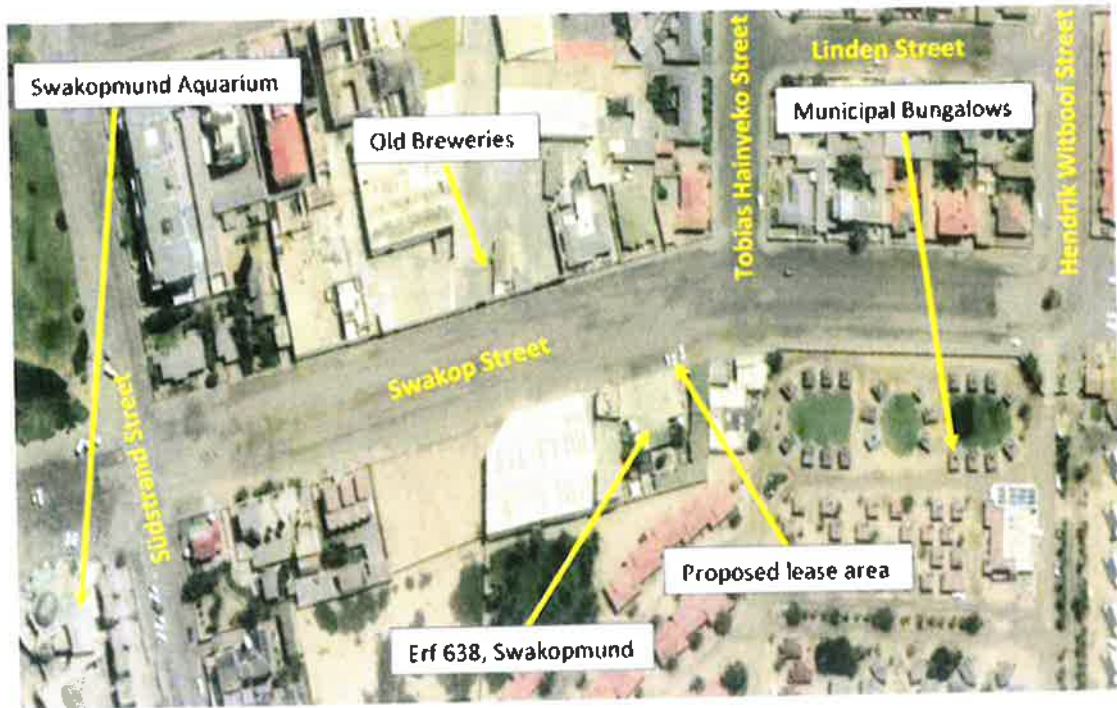 Linden Street
Swakopmund Aquarium
Municipal Bungalows
Old Breweries
Tobias Hainyeko Street
Hendrik Witbooi Street
Swakop Street
Südstrand Street
Proposed lease area
Erf 638, Swakopmund